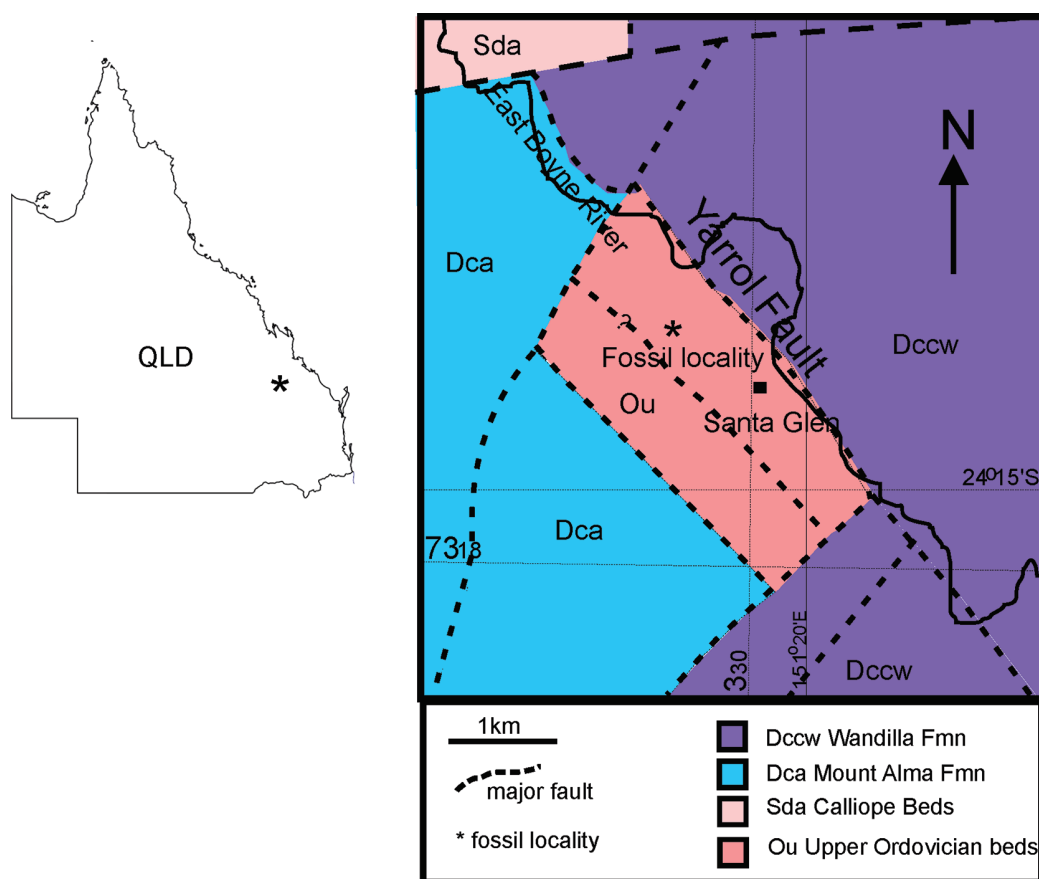 QLD
*
Sda
N
East Boyne River
Yarrol Fault
Dca
?
*
Fossil locality
Dccw
Ou
Santa Glen
24°15'S
Dca
7318
330
151°20'E
Dccw
1km
major fault
* fossil locality
Dccw Wandilla Fmn
Dca Mount Alma Fmn
Sda Calliope Beds
Ou Upper Ordovician beds